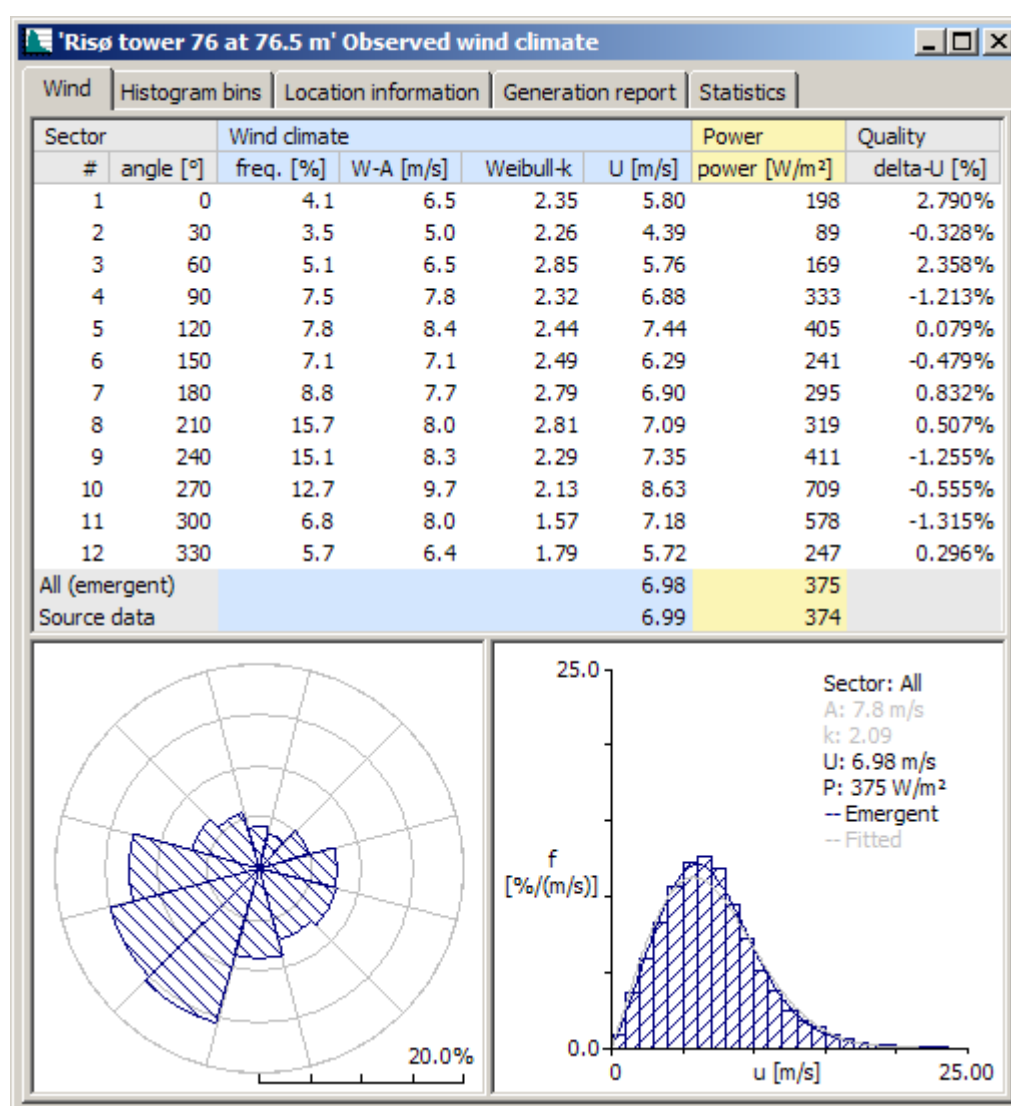 'Risø tower 76 at 76.5 m' Observed wind climate
Wind Histogram bins Location information Generation report Statistics
Sector Wind climate Power Quality
# angle [º] freq. [%] W-A [m/s] Weibull-k U [m/s] power [W/m²] delta-U [%]
1 0 4.1 6.5 2.35 5.80 198 2.790%
2 30 3.5 5.0 2.26 4.39 89 -0.328%
3 60 5.1 6.5 2.85 5.76 169 2.358%
4 90 7.5 7.8 2.32 6.88 333 -1.213%
5 120 7.8 8.4 2.44 7.44 405 0.079%
6 150 7.1 7.1 2.49 6.29 241 -0.479%
7 180 8.8 7.7 2.79 6.90 295 0.832%
8 210 15.7 8.0 2.81 7.09 319 0.507%
9 240 15.1 8.3 2.29 7.35 411 -1.255%
10 270 12.7 9.7 2.13 8.63 709 -0.555%
11 300 6.8 8.0 1.57 7.18 578 -1.315%
12 330 5.7 6.4 1.79 5.72 247 0.296%
All (emergent) 6.98 375
Source data 6.99 374
20.0%
25.0
Sector: All
A: 7.8 m/s
k: 2.09
U: 6.98 m/s
P: 375 W/m²
-- Emergent
-- Fitted
f
[%/(m/s)]
0.0
0 u [m/s] 25.00